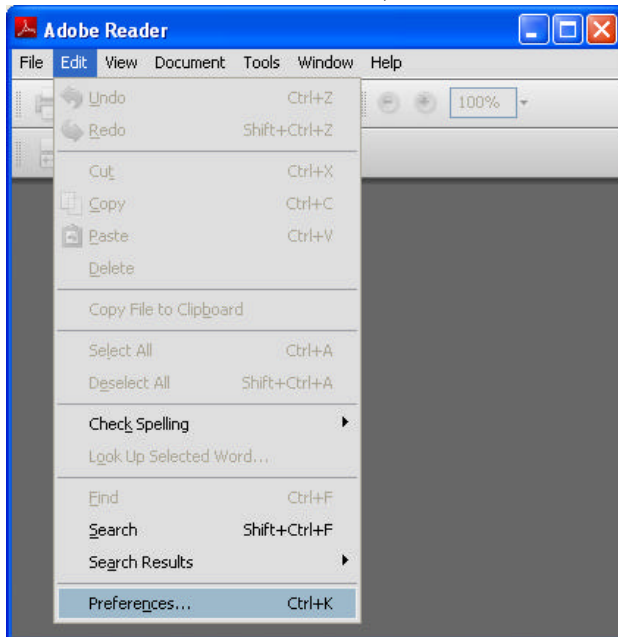 Adobe Reader
File Edit View Document Tools Window Help
Undo Ctrl+Z
100%
Redo Shift+Ctrl+Z
Cut Ctrl+X
Copy Ctrl+C
Paste Ctrl+V
Delete
Copy File to Clipboard
Select All Ctrl+A
Deselect All Shift+Ctrl+A
Check Spelling
Look Up Selected Word...
Find Ctrl+F
Search Shift+Ctrl+F
Search Results
Preferences... Ctrl+K